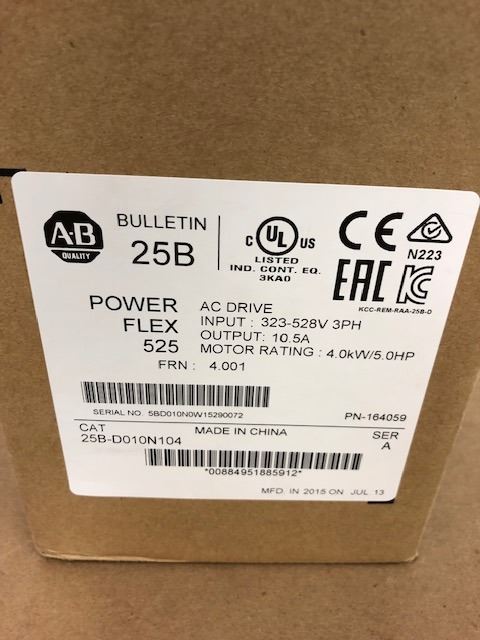 A-B
QUALITY
BULLETIN
25B
C UL US
LISTED
IND. CONT. EQ.
3KA0
CE
N223
EAC
KCC-REM-RAA-25B-D
POWER
FLEX
525
AC DRIVE
INPUT : 323-528V 3PH
OUTPUT: 10.5A
MOTOR RATING : 4.0kW/5.0HP
FRN : 4.001
SERIAL NO. 5BD010N0W15290072
PN-164059
CAT
25B-D010N104
MADE IN CHINA
SER
A
*00884951885912*
MFD. IN 2015 ON JUL.13